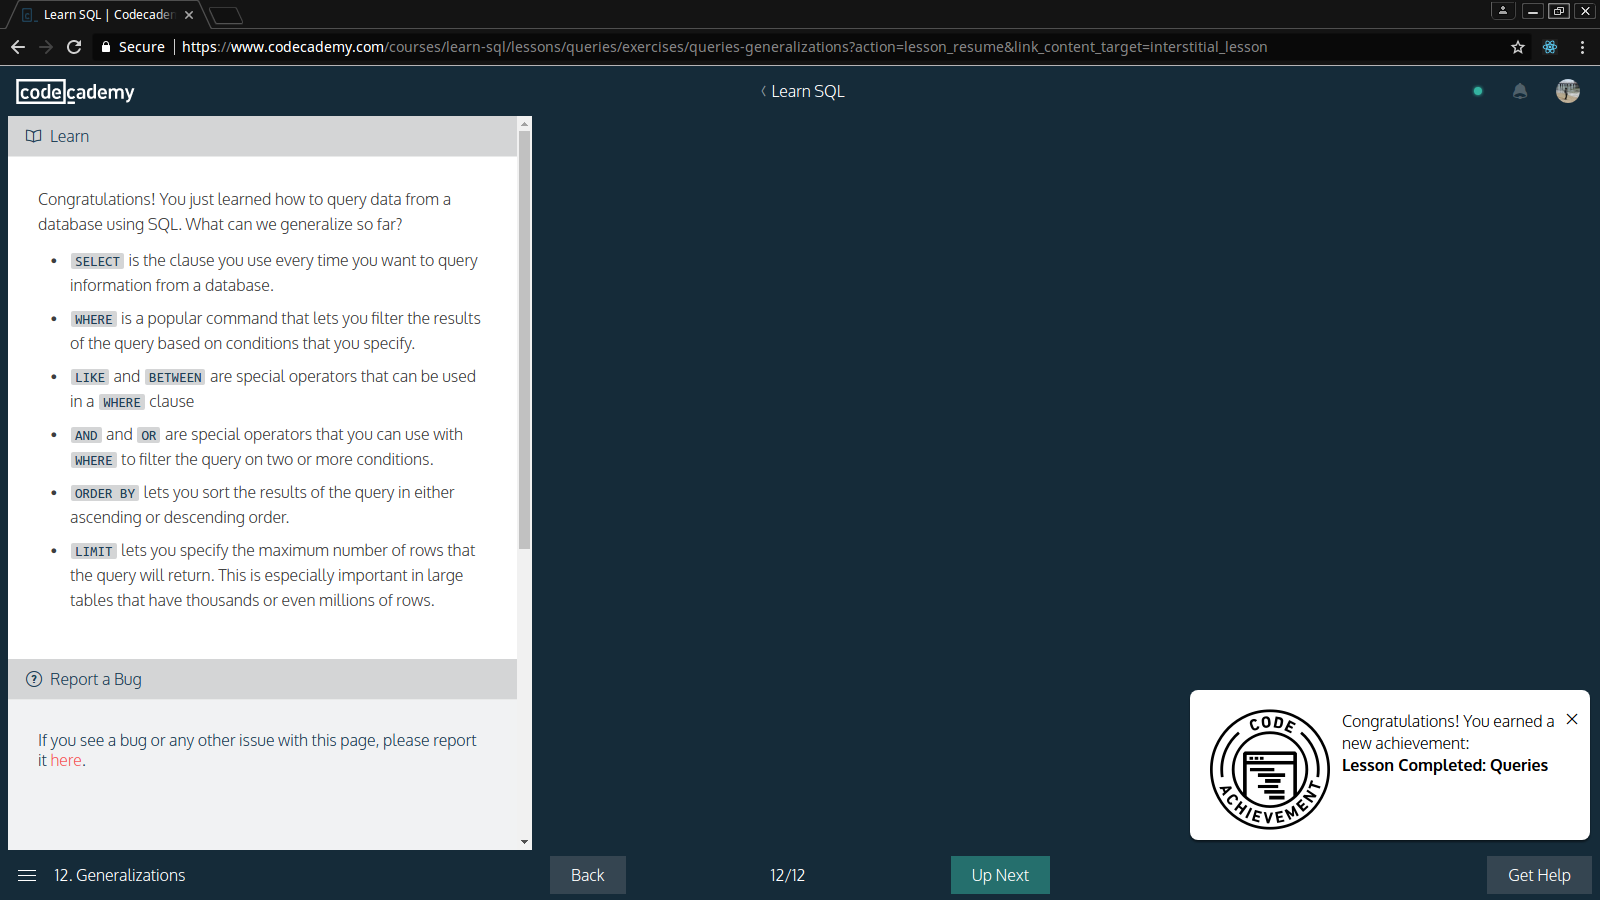 Learn SQL | Codecader
Secure | https://www.codecademy.com/courses/learn-sql/lessons/queries/exercises/queries-generalizations?action=lesson_resume&link_content_target=interstitial_lesson
codecademy
Learn SQL
Learn
Congratulations! You just learned how to query data from a
database using SQL. What can we generalize so far?
• SELECT is the clause you use every time you want to query
information from a database.
• WHERE is a popular command that lets you filter the results
of the query based on conditions that you specify.
• LIKE and BETWEEN are special operators that can be used
in a WHERE clause
• AND and OR are special operators that you can use with
WHERE to filter the query on two or more conditions.
• ORDER BY lets you sort the results of the query in either
ascending or descending order.
• LIMIT lets you specify the maximum number of rows that
the query will return. This is especially important in large
tables that have thousands or even millions of rows.
Report a Bug
If you see a bug or any other issue with this page, please report
it here.
CODE ACHIEVEMENT
Congratulations! You earned a
new achievement:
Lesson Completed: Queries
12. Generalizations
Back
12/12
Up Next
Get Help